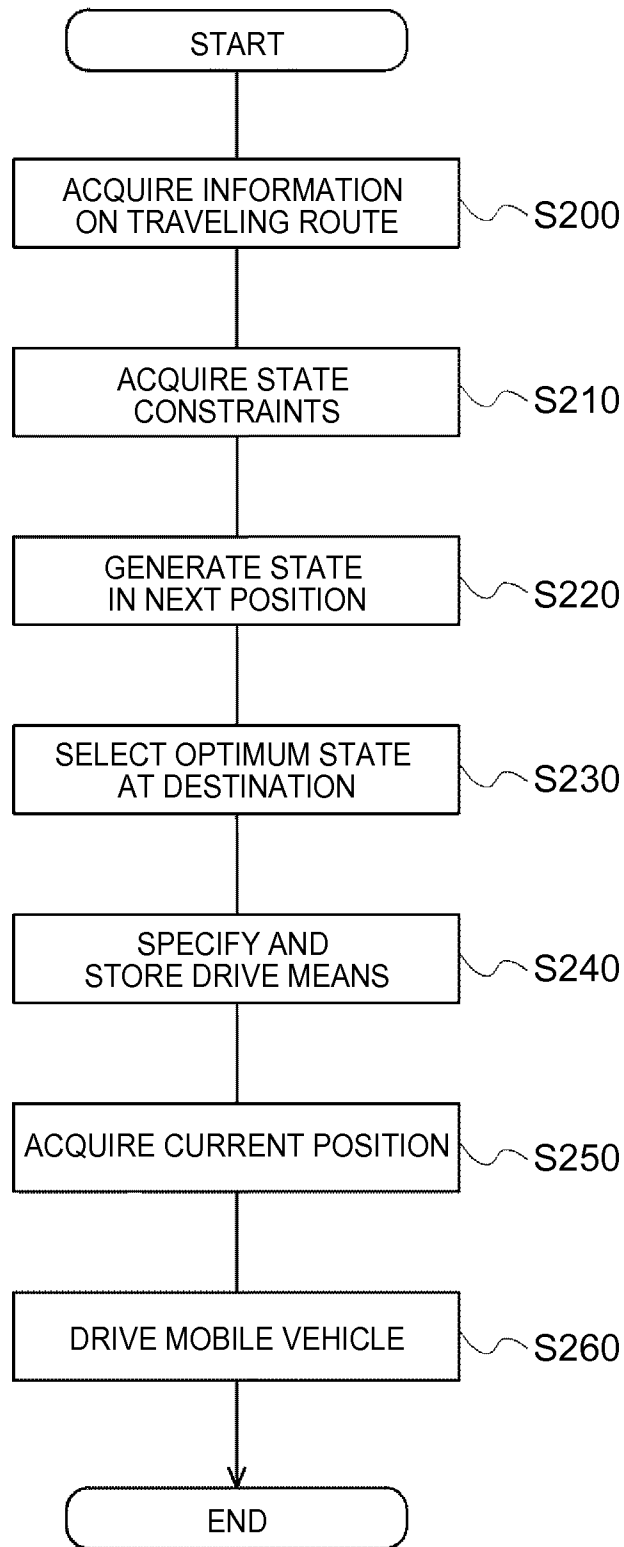 START
ACQUIRE INFORMATION
ON TRAVELING ROUTE
S200
ACQUIRE STATE
CONSTRAINTS
S210
GENERATE STATE
IN NEXT POSITION
S220
SELECT OPTIMUM STATE
AT DESTINATION
S230
SPECIFY AND
STORE DRIVE MEANS
S240
ACQUIRE CURRENT POSITION
S250
DRIVE MOBILE VEHICLE
S260
END